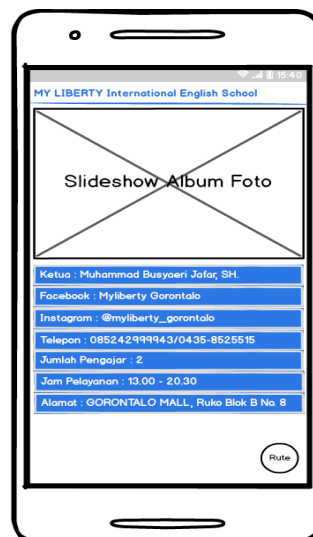 15:40
MY LIBERTY International English School
Slideshow Album Foto
Ketua : Muhammad Busyaeri Jafar, SH.
Facebook : Myliberty Gorontalo
Instagram : @myliberty_gorontalo
Telepon : 085242999943/0435-8525515
Jumlah Pengajar : 2
Jam Pelayanan : 13.00 - 20.30
Alamat : GORONTALO MALL, Ruko Blok B No. 8
Rute